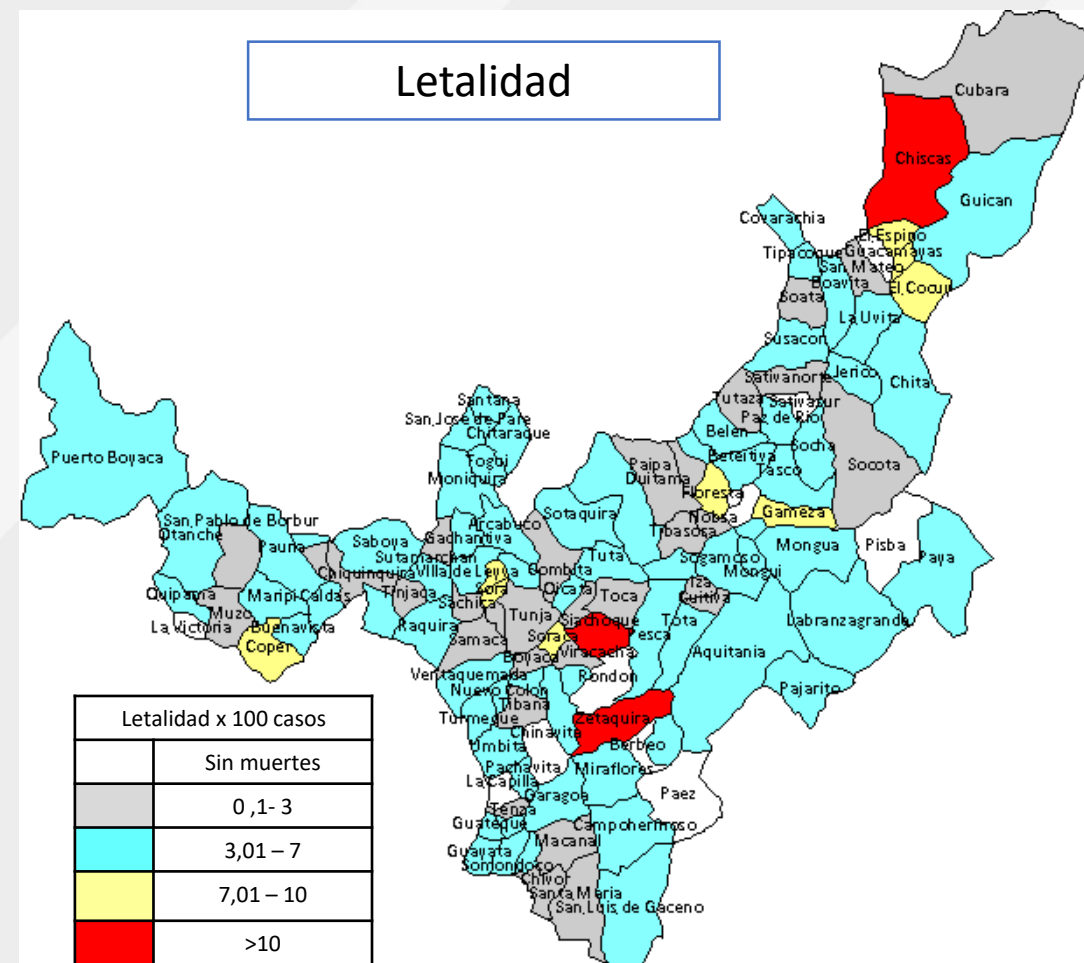 Letalidad
Cubara
Chiscas
Guican
Covarachia
El Espino
Tipacoque
Guacamayas
San Mateo
Boavita
El Cocui
Soata
La Uvita
Susacon
Sativanorte
Jerico
Chita
Tutaza
Sativasur
Paz de Rio
Santana
San Jose de Pare
Chitaraque
Togui
Moniquira
Belen
Socha
Beteitiva
Tasco
Socota
Puerto Boyaca
Paipa
Duitama
Floresta
Nobsa
Gameza
San Pablo de Borbur
Otanche
Pauna
Saboya
Arcabuco
Sotaquira
Tibasosa
Mongua
Pisba
Paya
Gachantiva
Sutamarchan
Villa de Leyva
Chiquinquira
Combita
Tuta
Sogamoso
Mongui
Quipama
Maripi
Caldas
Tinjaca
Sora
Oicata
Toca
Iza
Cuitiva
Muzo
Sachica
Tunja
La Victoria
Buenavista
Raquira
Samaca
Siachoque
Tota
Labranzagrande
Coper
Soraca
Viracacha
Pesca
Aquitania
Boyaca
Ventaquemada
Rondon
Nuevo Colon
Pajarito
Tibana
Turmeque
Chinavita
Zetaquira
Umbita
Berbeo
Pachavita
Miraflores
La Capilla
Garagoa
Paez
Tenza
Guateque
Campohermoso
Macanal
Guayata
Somondoco
Chivor
Santa Maria
San Luis de Gaceno
Letalidad x 100 casos
Sin muertes
0 ,1- 3
3,01 – 7
7,01 – 10
>10